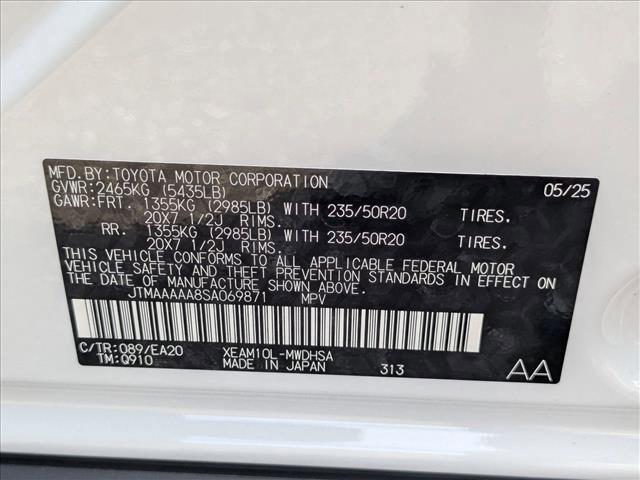 MFD.BY:TOYOTA MOTOR CORPORATION 05/25
GVWR:2465KG (5435LB)
GAWR:FRT. 1355KG (2985LB) WITH 235/50R20 TIRES.
20X7 1/2J RIMS.
RR. 1355KG (2985LB) WITH 235/50R20 TIRES.
20X7 1/2J RIMS.
THIS VEHICLE CONFORMS TO ALL APPLICABLE FEDERAL MOTOR
VEHICLE SAFETY AND THEFT PREVENTION STANDARDS IN EFFECT ON
THE DATE OF MANUFACTURE SHOWN ABOVE.
JTMAAAAA8SA069871 MPV
C/TR:089/EA20 XEAM10L-MWDHSA
TM:Q910 MADE IN JAPAN 313 AA